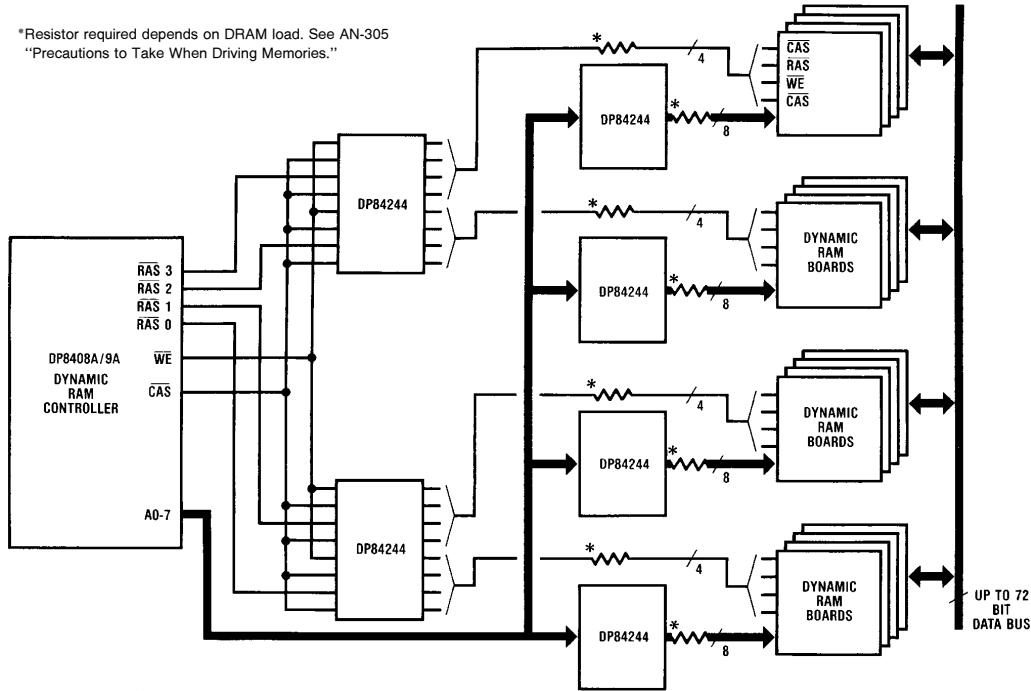 *Resistor required depends on DRAM load. See AN-305
‘‘Precautions to Take When Driving Memories.’’
*
4
CAS
RAS
WE
CAS
DP84244
*
8
DP84244
*
4
DP84244
*
8
DYNAMIC
RAM
BOARDS
RAS 3
RAS 2
RAS 1
RAS 0
DP8408A/9A
DYNAMIC
RAM
CONTROLLER
WE
CAS
A0-7
*
4
DP84244
*
8
DYNAMIC
RAM
BOARDS
DP84244
*
4
DP84244
*
8
DYNAMIC
RAM
BOARDS
UP TO 72
BIT
DATA BUS